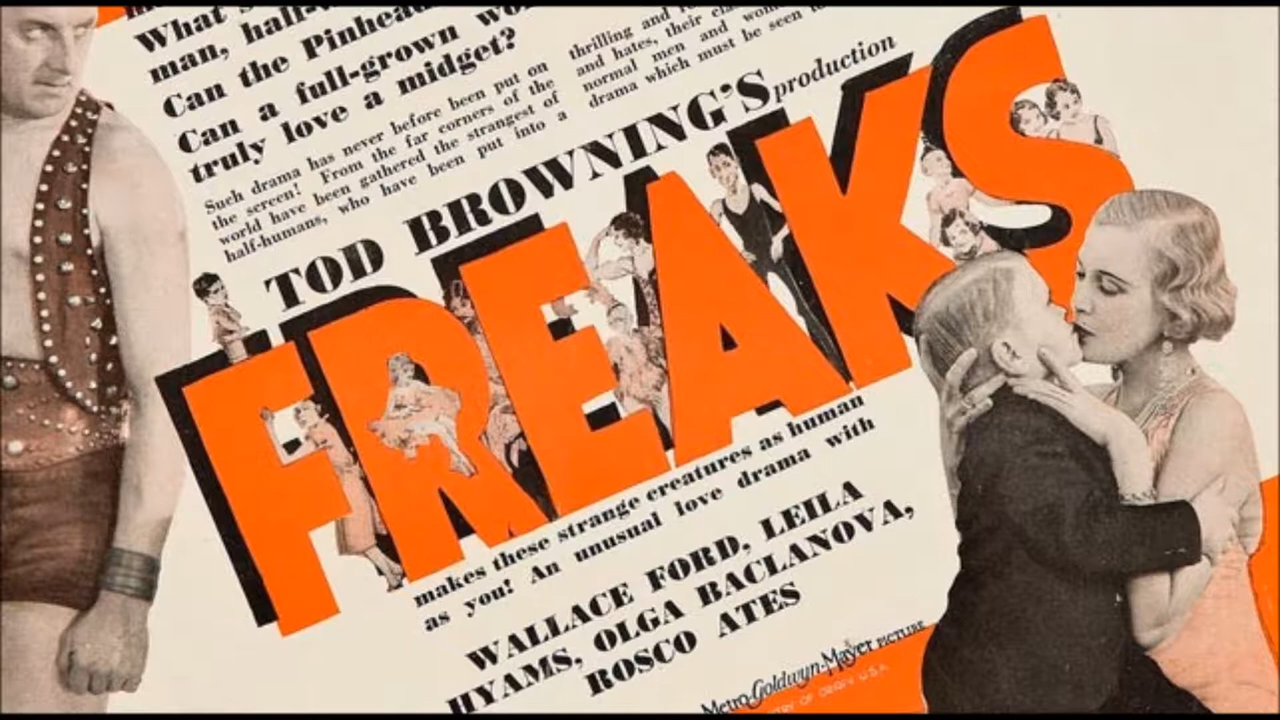 What
man, half-
Can the Pinhead
Can a full-grown
truly love a midget?
Such drama has never before been put on
the screen! From the far corners of the
world have been gathered the strangest of
half-humans, who have been put into a
thrilling and
and hates, their
normal men and
drama which must be seen
TOD BROWNING'S production
FREAKS
makes these strange creatures as human
as you! An unusual love drama with
WALLACE FORD, LEILA
HYAMS, OLGA BACLANOVA,
ROSCO ATES
Metro-Goldwyn-Mayer PICTURE
OF ORIGIN U.S.A.